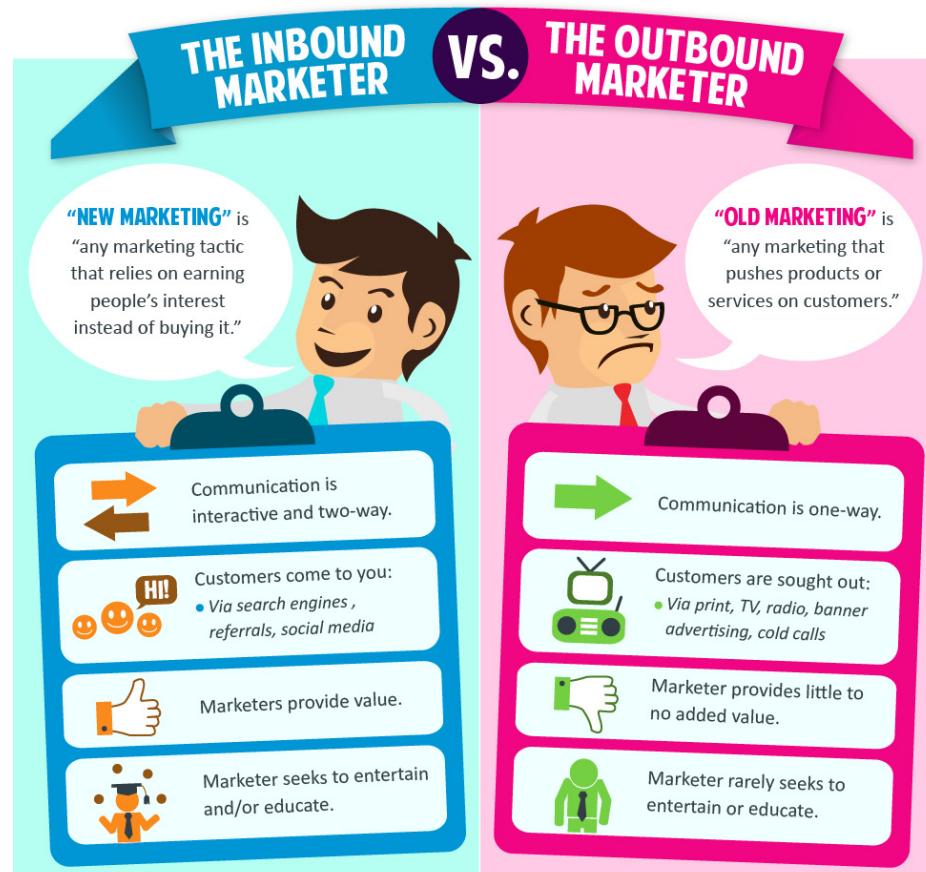 THE INBOUND
MARKETER
VS.
THE OUTBOUND
MARKETER
“NEW MARKETING” is
“any marketing tactic
that relies on earning
people’s interest
instead of buying it.”
“OLD MARKETING” is
“any marketing that
pushes products or
services on customers.”
Communication is
interactive and two-way.
HI!
Customers come to you:
• Via search engines ,
referrals, social media
Marketers provide value.
Marketer seeks to entertain
and/or educate.
Communication is one-way.
Customers are sought out:
• Via print, TV, radio, banner
advertising, cold calls
Marketer provides little to
no added value.
Marketer rarely seeks to
entertain or educate.